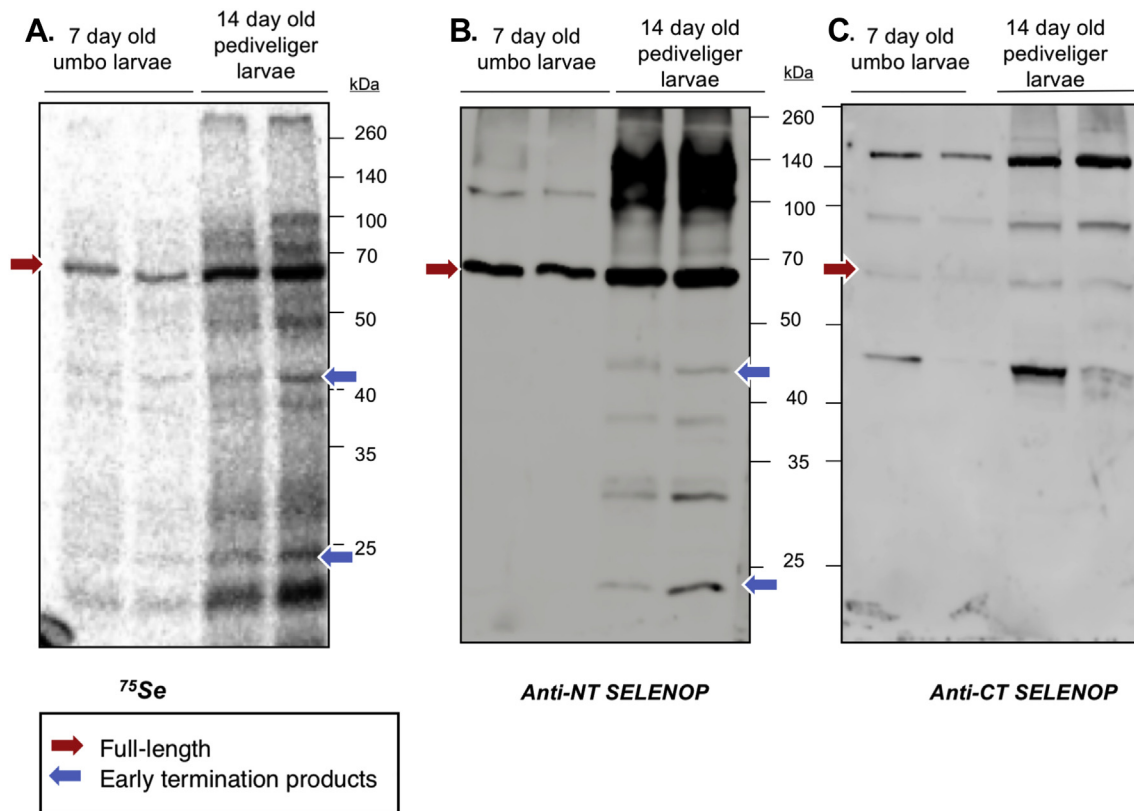 A.
7 day old
umbo larvae
14 day old
pediveliger
larvae
kDa
260
140
100
70
50
40
35
25
75Se
B.
7 day old
umbo larvae
14 day old
pediveliger
larvae
kDa
260
140
100
70
50
40
35
25
Anti-NT SELENOP
C.
7 day old
umbo larvae
14 day old
pediveliger
larvae
Anti-CT SELENOP
Full-length
Early termination products